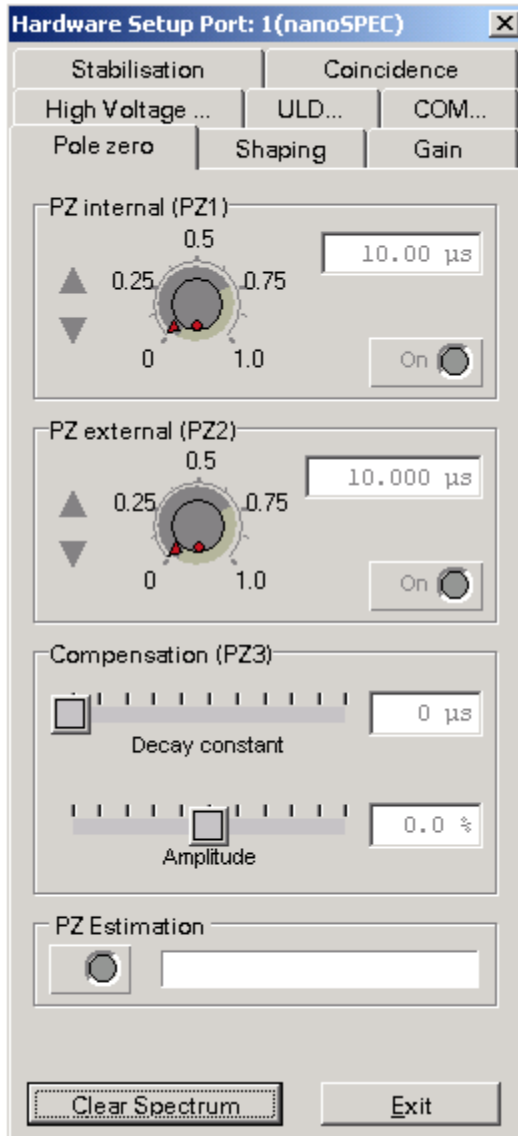 Hardware Setup Port: 1(nanoSPEC)
Stabilisation Coincidence
High Voltage ... ULD... COM...
Pole zero Shaping Gain
PZ internal (PZ1)
0.5
10.00 µs
0.25 0.75
0 1.0
On
PZ external (PZ2)
0.5
10.000 µs
0.25 0.75
0 1.0
On
Compensation (PZ3)
0 µs
Decay constant
0.0 %
Amplitude
PZ Estimation
Clear Spectrum Exit